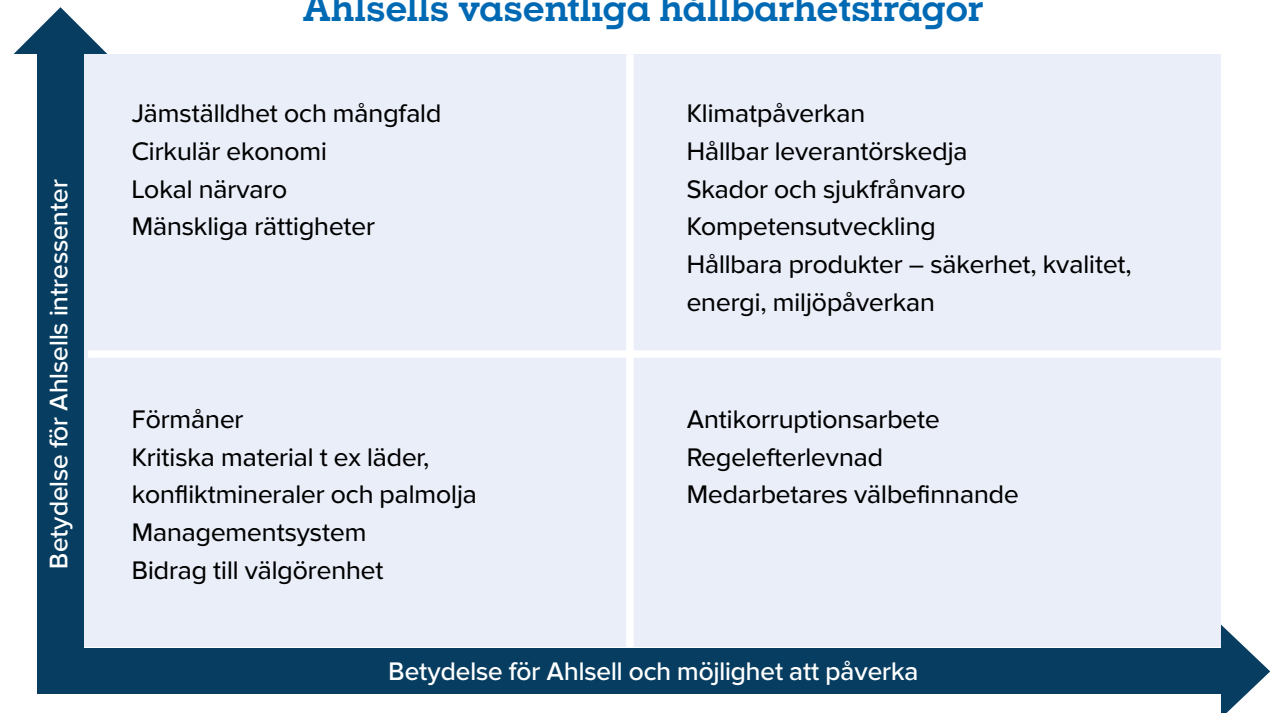 Ahlsells väsentliga hållbarhetsfrågor
Betydelse för Ahlsells intressenter
Jämställdhet och mångfald
Cirkulär ekonomi
Lokal närvaro
Mänskliga rättigheter
Klimatpåverkan
Hållbar leverantörskedja
Skador och sjukfrånvaro
Kompetensutveckling
Hållbara produkter – säkerhet, kvalitet,
energi, miljöpåverkan
Förmåner
Kritiska material t ex läder,
konfliktmineraler och palmolja
Managementsystem
Bidrag till välgörenhet
Antikorruptionsarbete
Regelefterlevnad
Medarbetares välbefinnande
Betydelse för Ahlsell och möjlighet att påverka